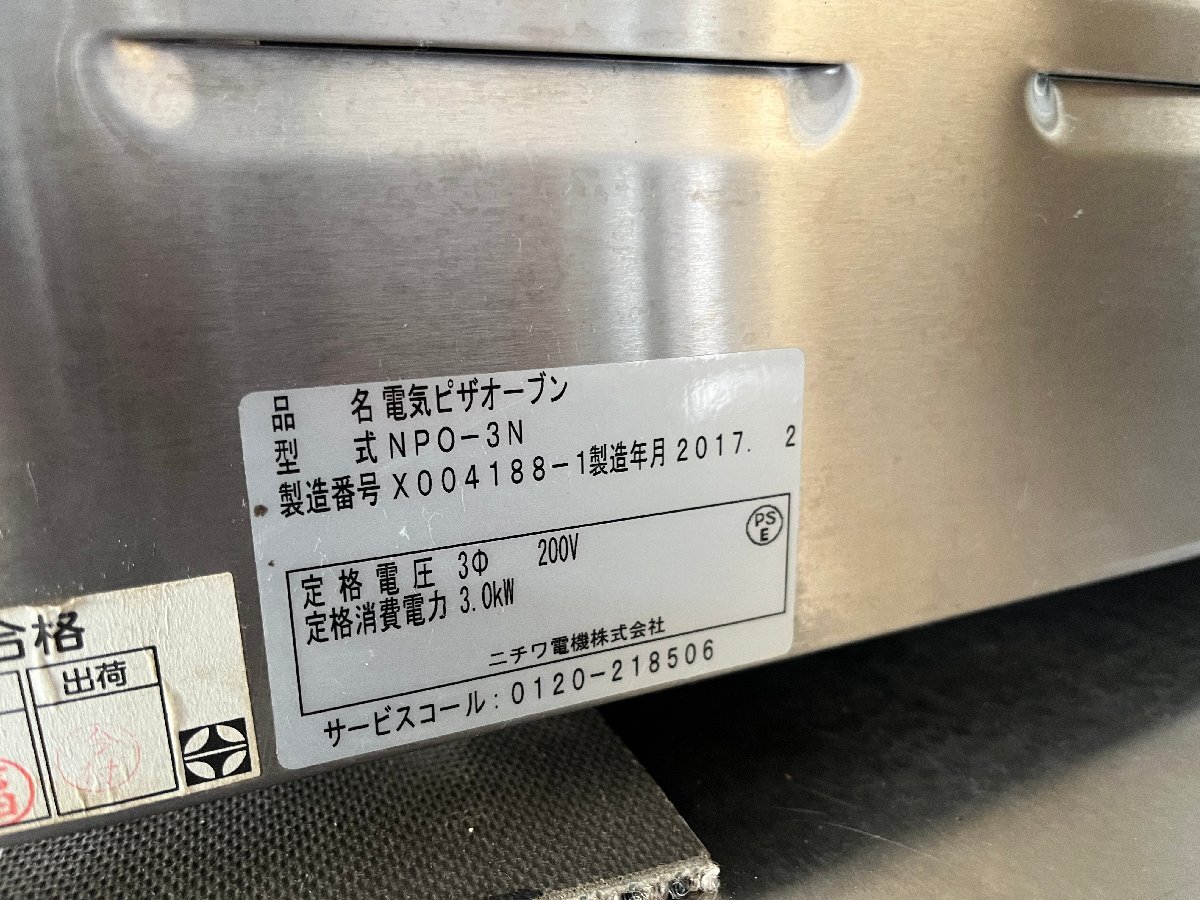 品 名 電気ピザオーブン
型 式 NPO-3N
製造番号 X004188-1 製造年月 2017. 2
PS
E
定格電圧 3Φ 200V
定格消費電力 3.0kW
ニチワ電機株式会社
サービスコール:0120-218506
合格
出荷